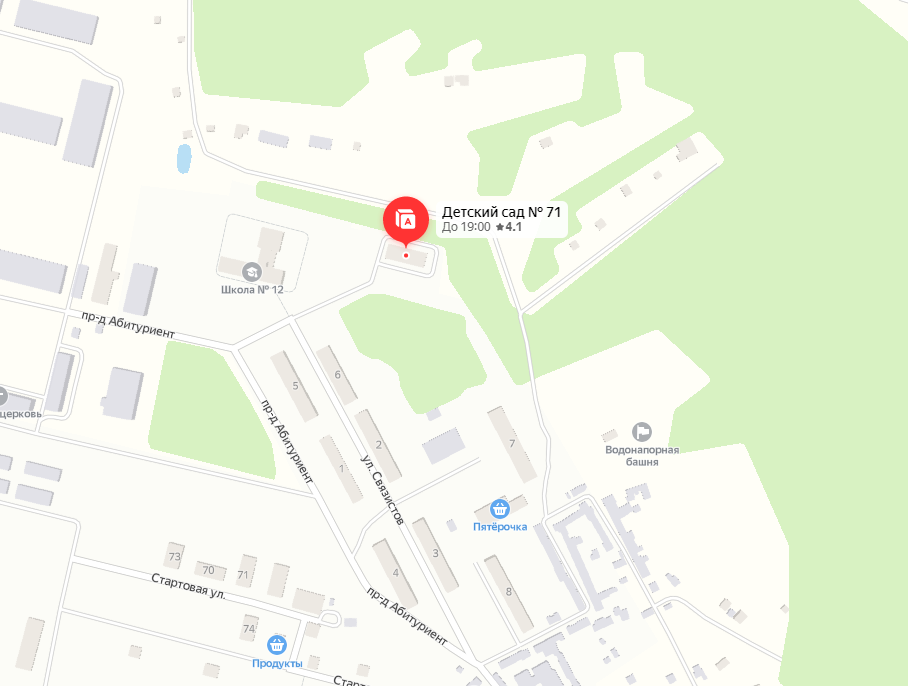 Детский сад № 71
До 19:00 ★4.1
Школа № 12
пр-д Абитуриент
церковь
5
6
пр-д Абитуриент
1
2
ул. Связистов
7
Водонапорная
башня
Пятёрочка
3
4
8
73
70
71
Стартовая ул.
пр-д Абитуриент
74
Продукты
Старто